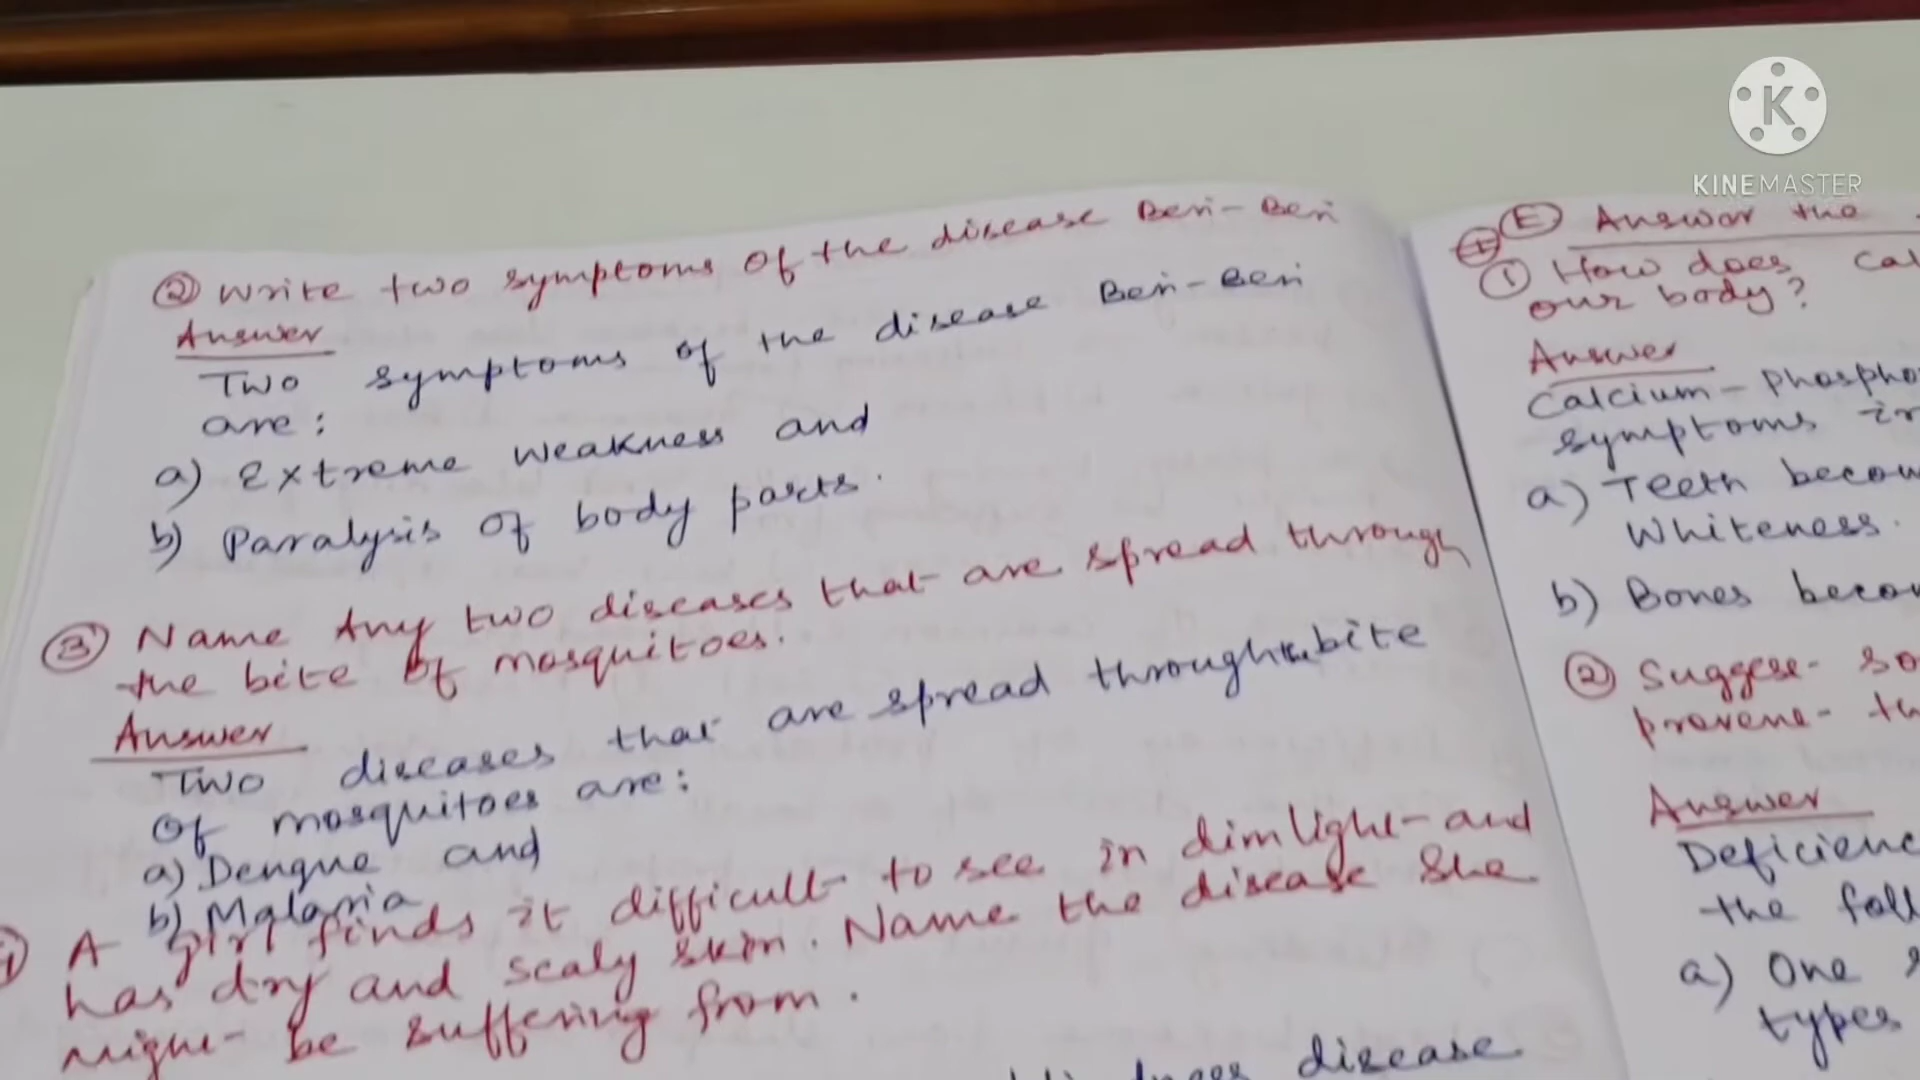 ② Write two symptoms of the disease Beri-Beri
Answer
Two symptoms of the disease Beri-Beri
are:
a) Extreme weakness and
b) Paralysis of body parts.
③ Name Any two diseases that are spread through
the bite of mosquitoes.
Answer
Two diseases that are spread through the bite
of mosquitoes are:
a) Dengue and
b) Malaria
A girl finds it difficult to see in dim light and
has dry and scaly skin. Name the disease she
might be suffering from.
disease
Ⓔ Answer the
① How does
our body?
Answer
Calcium-
symptoms
a) Teeth
Whiteness.
b) Bones
② Suggest
prevent
Answer
the
a) One
types
KINEMASTER